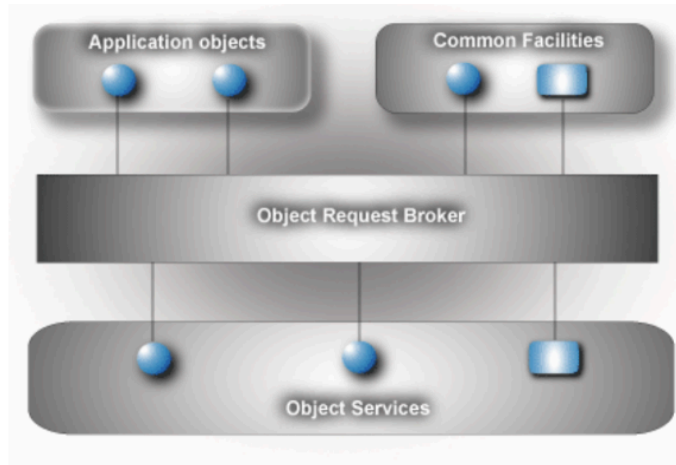 Application objects
Common Facilities
Object Request Broker
Object Services